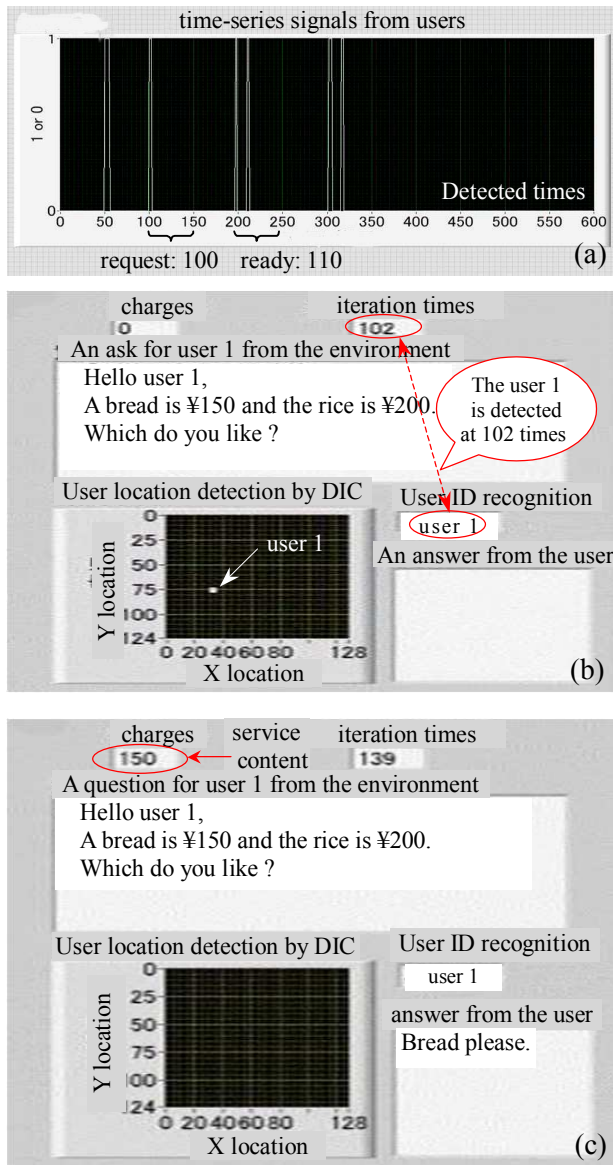 time-series signals from users
1
1 or 0
0
Detected times
0 50 100 150 200 250 300 350 400 450 500 550 600
request: 100 ready: 110
(a)
charges iteration times
0 102
An ask for user 1 from the environment
Hello user 1,
A bread is ¥150 and the rice is ¥200.
Which do you like ?
The user 1
is detected
at 102 times
User location detection by DIC
User ID recognition
user 1
An answer from the user
user 1
Y location
0
25
50
75
100
124
0 20 40 60 80 128
X location
(b)
charges service content iteration times
150 139
A question for user 1 from the environment
Hello user 1,
A bread is ¥150 and the rice is ¥200.
Which do you like ?
User location detection by DIC
User ID recognition
user 1
answer from the user
Bread please.
Y location
0
25
50
75
100
124
0 20 40 60 80 128
X location
(c)